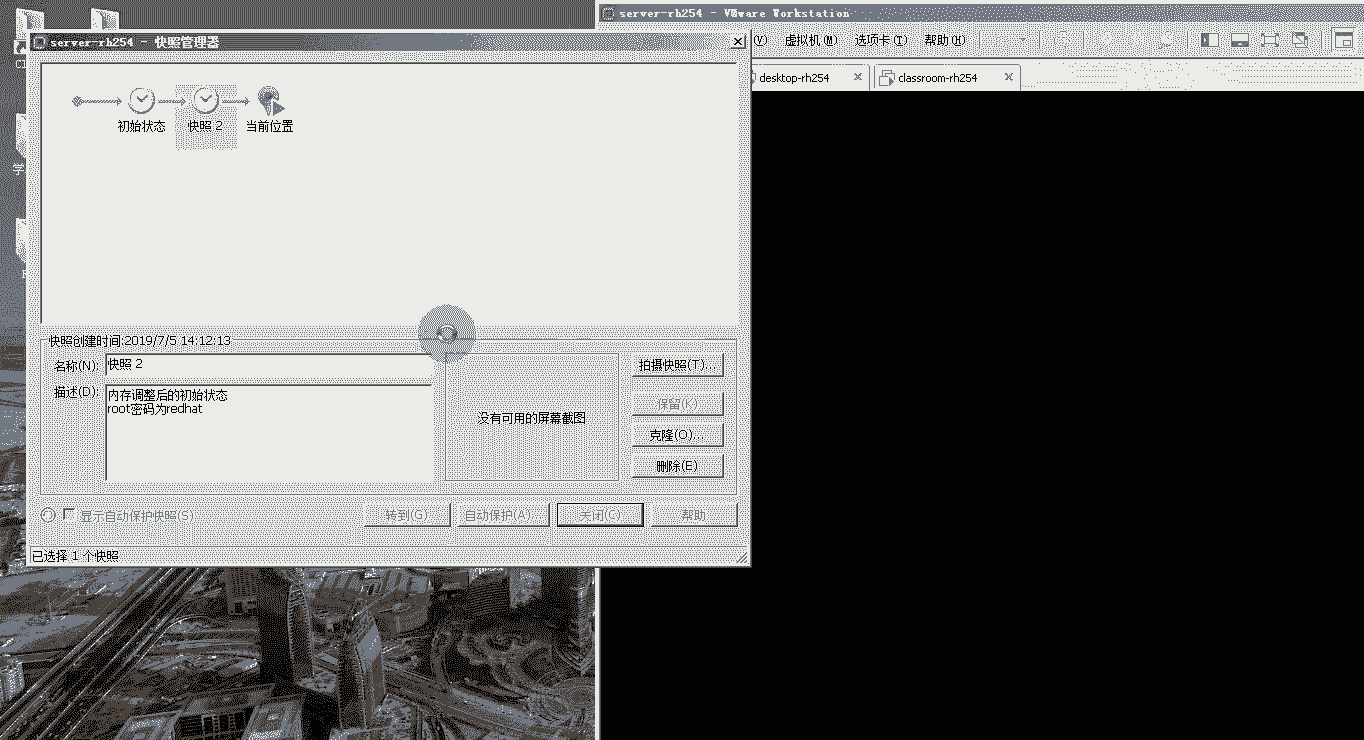 server-rh254 - VMware Workstation
server-rh254 - 快照管理器
(V) 虚拟机(M) 选项卡(T) 帮助(H)
desktop-rh254
classroom-rh254
初始状态
快照 2
当前位置
学
快照创建时间:2019/7/5 14:12:13
名称(N): 快照 2
拍摄快照(T)...
描述(D): 内存调整后的初始状态
root密码为redhat
没有可用的屏幕截图
保留(K)
克隆(O)...
删除(E)
显示自动保护快照(S)
转到(G)
自动保护(A)...
关闭(C)
帮助
已选择 1 个快照